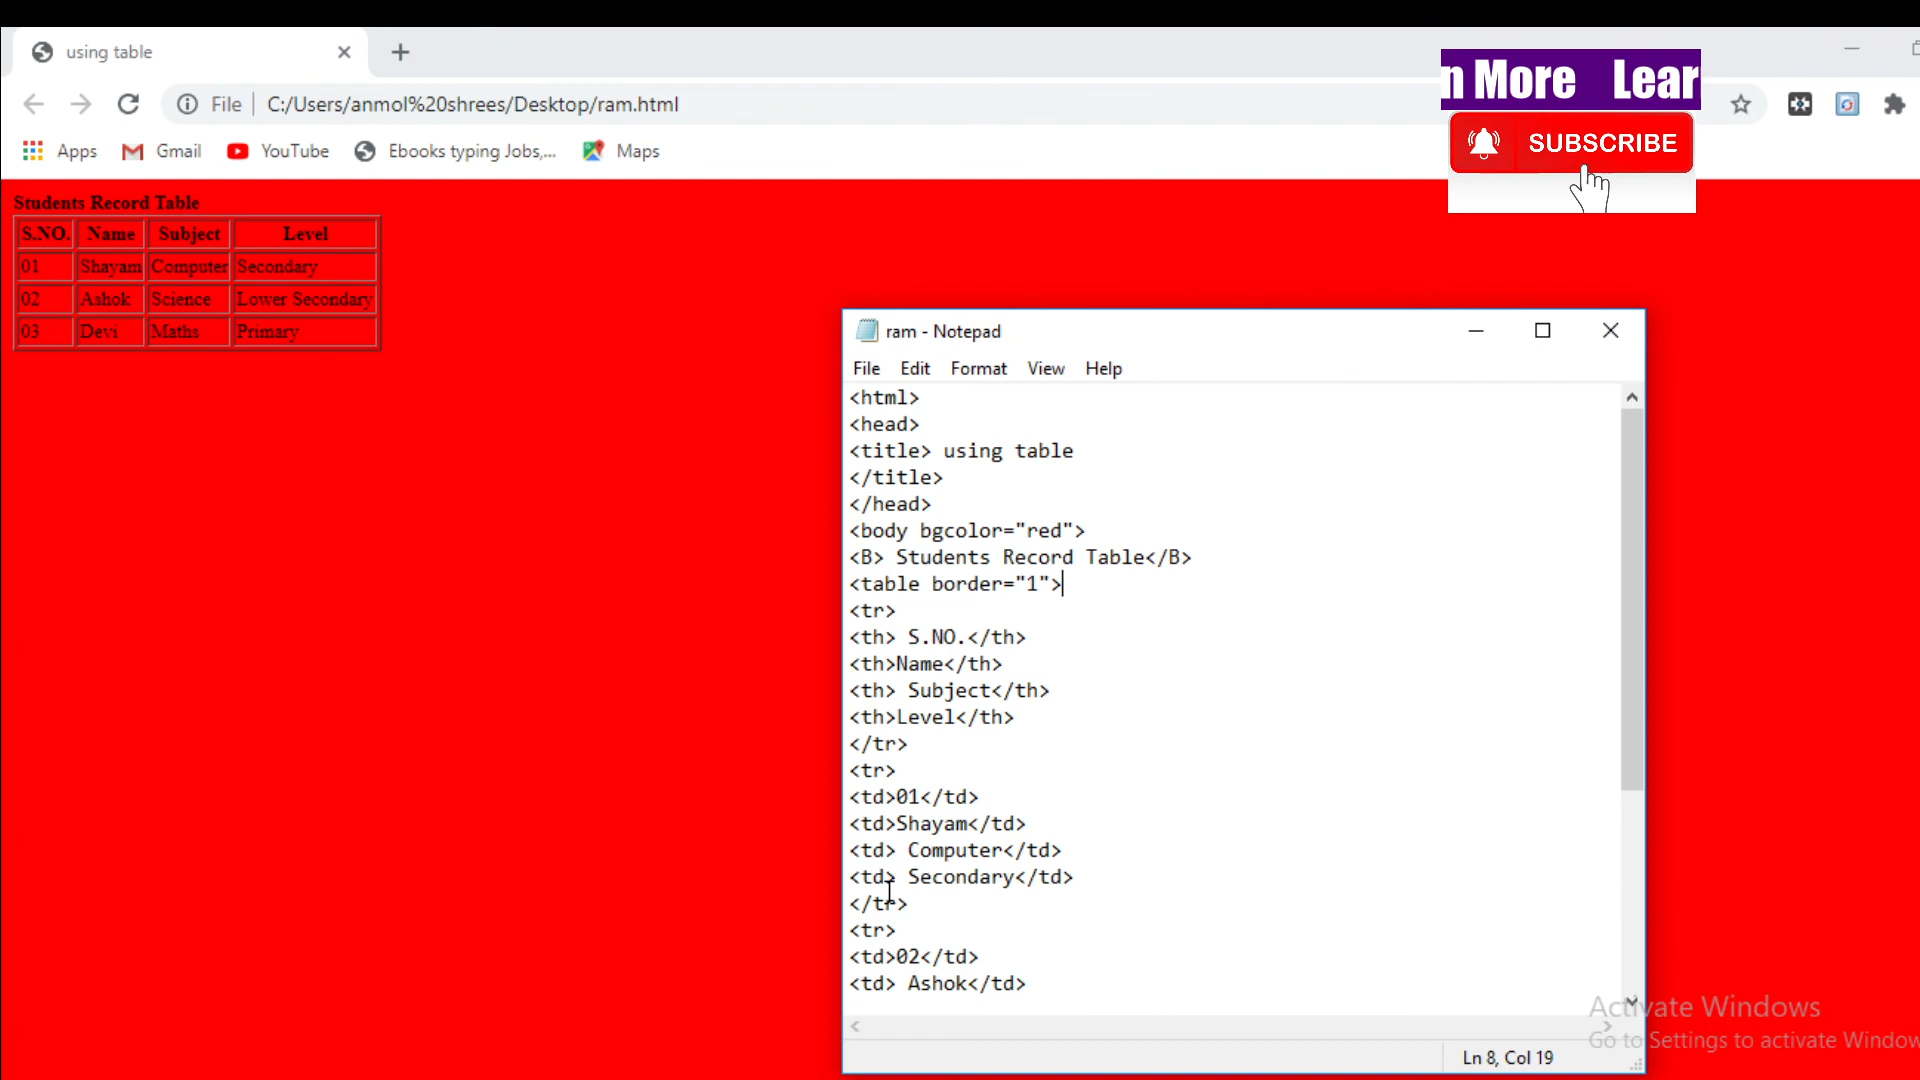 using table
n More Lear
File C:/Users/anmol%20shrees/Desktop/ram.html
SUBSCRIBE
Apps Gmail YouTube Ebooks typing Jobs,... Maps
Students Record Table
S.NO. Name Subject Level
01 Shayam Computer Secondary
02 Ashok Science Lower Secondary
03 Devi Maths Primary
ram - Notepad
File Edit Format View Help
<html>
<head>
<title> using table
</title>
</head>
<body bgcolor="red">
<B> Students Record Table</B>
<table border="1">
<tr>
<th> S.NO.</th>
<th>Name</th>
<th> Subject</th>
<th>Level</th>
</tr>
<tr>
<td>01</td>
<td>Shayam</td>
<td> Computer</td>
<td> Secondary</td>
</tr>
<tr>
<td>02</td>
<td> Ashok</td>
Activate Windows
Go to Settings to activate Window
Ln 8, Col 19